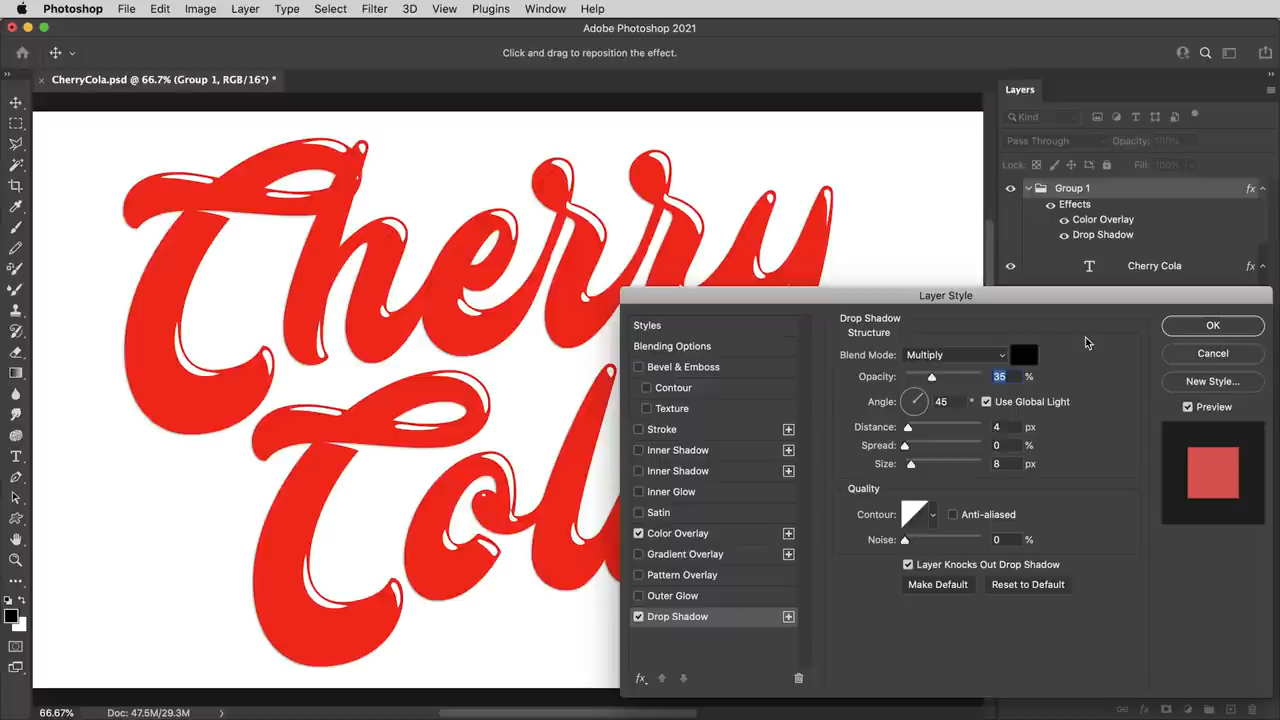 Photoshop File Edit Image Layer Type Select Filter 3D View Plugins Window Help
Adobe Photoshop 2021
Click and drag to reposition the effect.
× CherryCola.psd @ 66.7% (Group 1, RGB/16*) *
Cherry
Cola
Layers
Kind
Pass Through Opacity: 100%
Lock: Fill: 100%
Group 1 fx
Effects
Color Overlay
Drop Shadow
T Cherry Cola fx
Layer Style
Styles
Blending Options
Bevel & Emboss
Contour
Texture
Stroke
Inner Shadow
Inner Shadow
Inner Glow
Satin
Color Overlay
Gradient Overlay
Pattern Overlay
Outer Glow
Drop Shadow
fx
Drop Shadow
Structure
Blend Mode: Multiply
Opacity: 35 %
Angle: 45 ° Use Global Light
Distance: 4 px
Spread: 0 %
Size: 8 px
Quality
Contour: Anti-aliased
Noise: 0 %
Layer Knocks Out Drop Shadow
Make Default Reset to Default
OK
Cancel
New Style...
Preview
66.67% Doc: 47.5M/29.3M